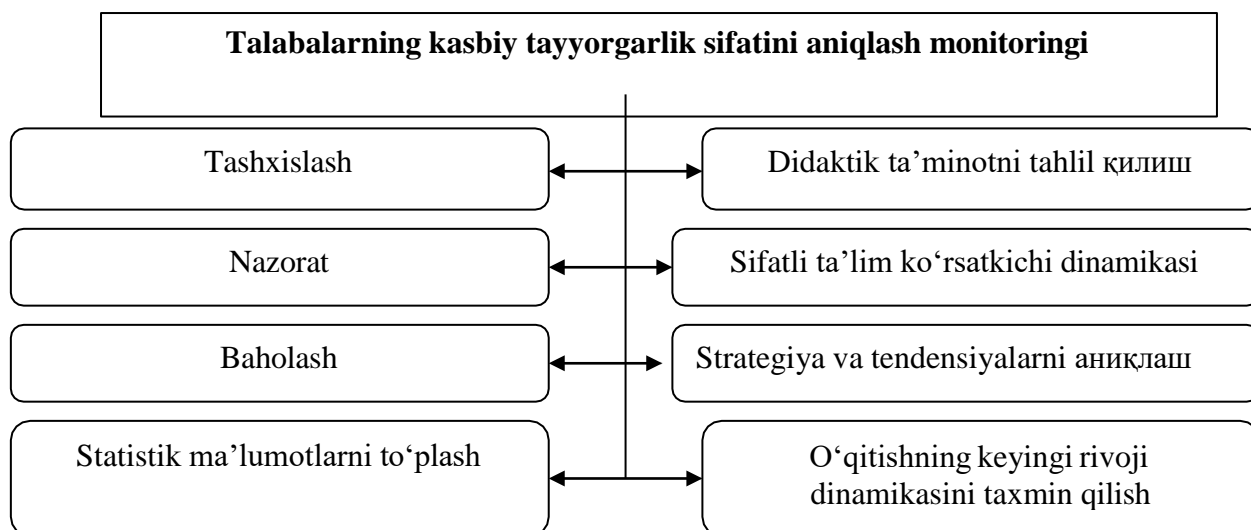 Talabalarning kasbiy tayyorgarlik sifatini aniqlash monitoringi
Tashxislash
Didaktik ta’minotni tahlil қилиш
Nazorat
Sifatli ta’lim ko‘rsatkichi dinamikasi
Baholash
Strategiya va tendensiyalarni аниқлаш
Statistik ma’lumotlarni to‘plash
O‘qitishning keyingi rivoji
dinamikasini taxmin qilish